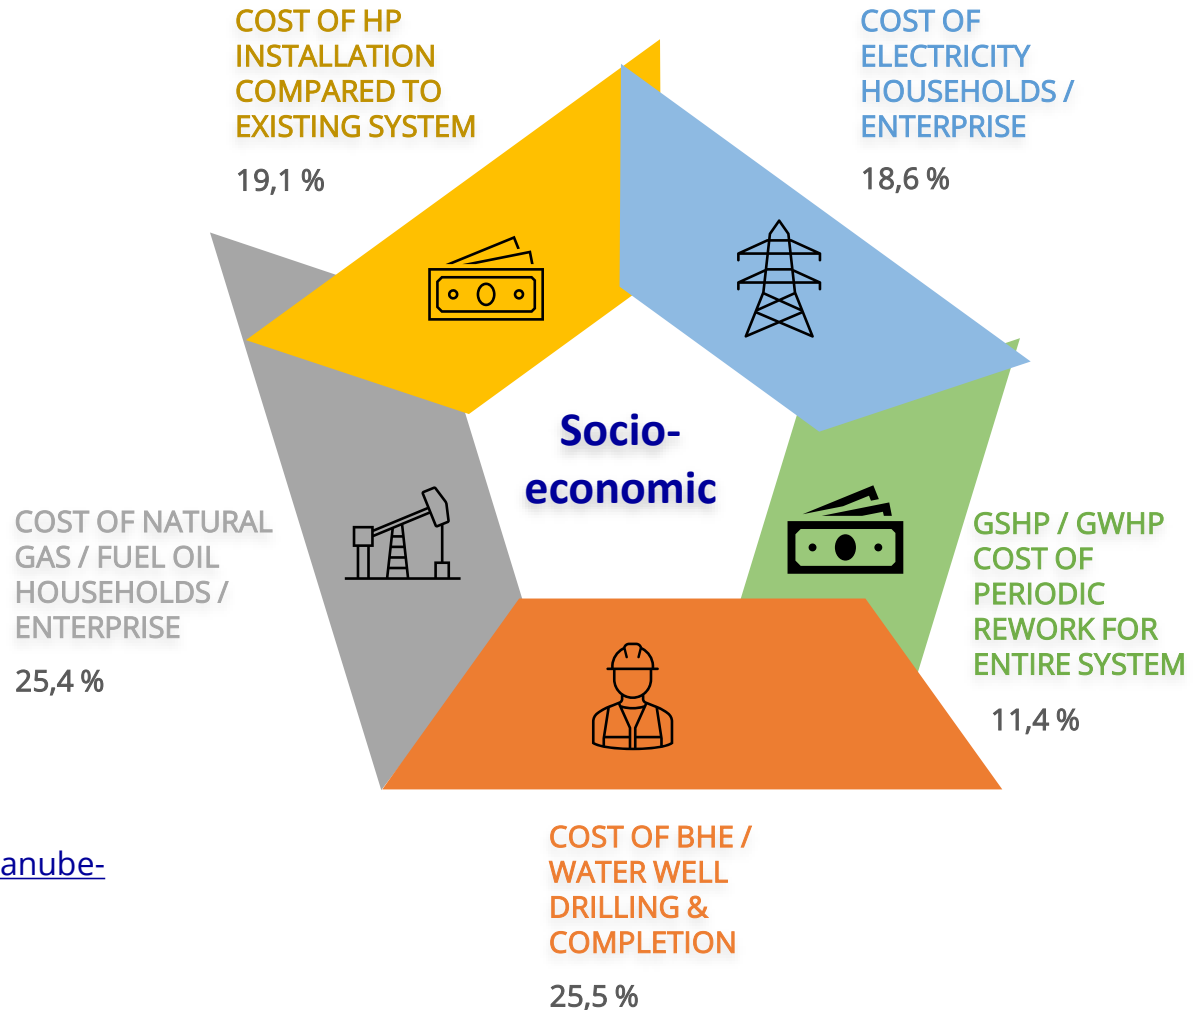 COST OF HP
INSTALLATION
COMPARED TO
EXISTING SYSTEM
19,1 %
COST OF
ELECTRICITY
HOUSEHOLDS /
ENTERPRISE
18,6 %
Socio-
economic
COST OF NATURAL
GAS / FUEL OIL
HOUSEHOLDS /
ENTERPRISE
25,4 %
GSHP / GWHP
COST OF
PERIODIC
REWORK FOR
ENTIRE SYSTEM
11,4 %
COST OF BHE /
WATER WELL
DRILLING &
COMPLETION
25,5 %
anube-